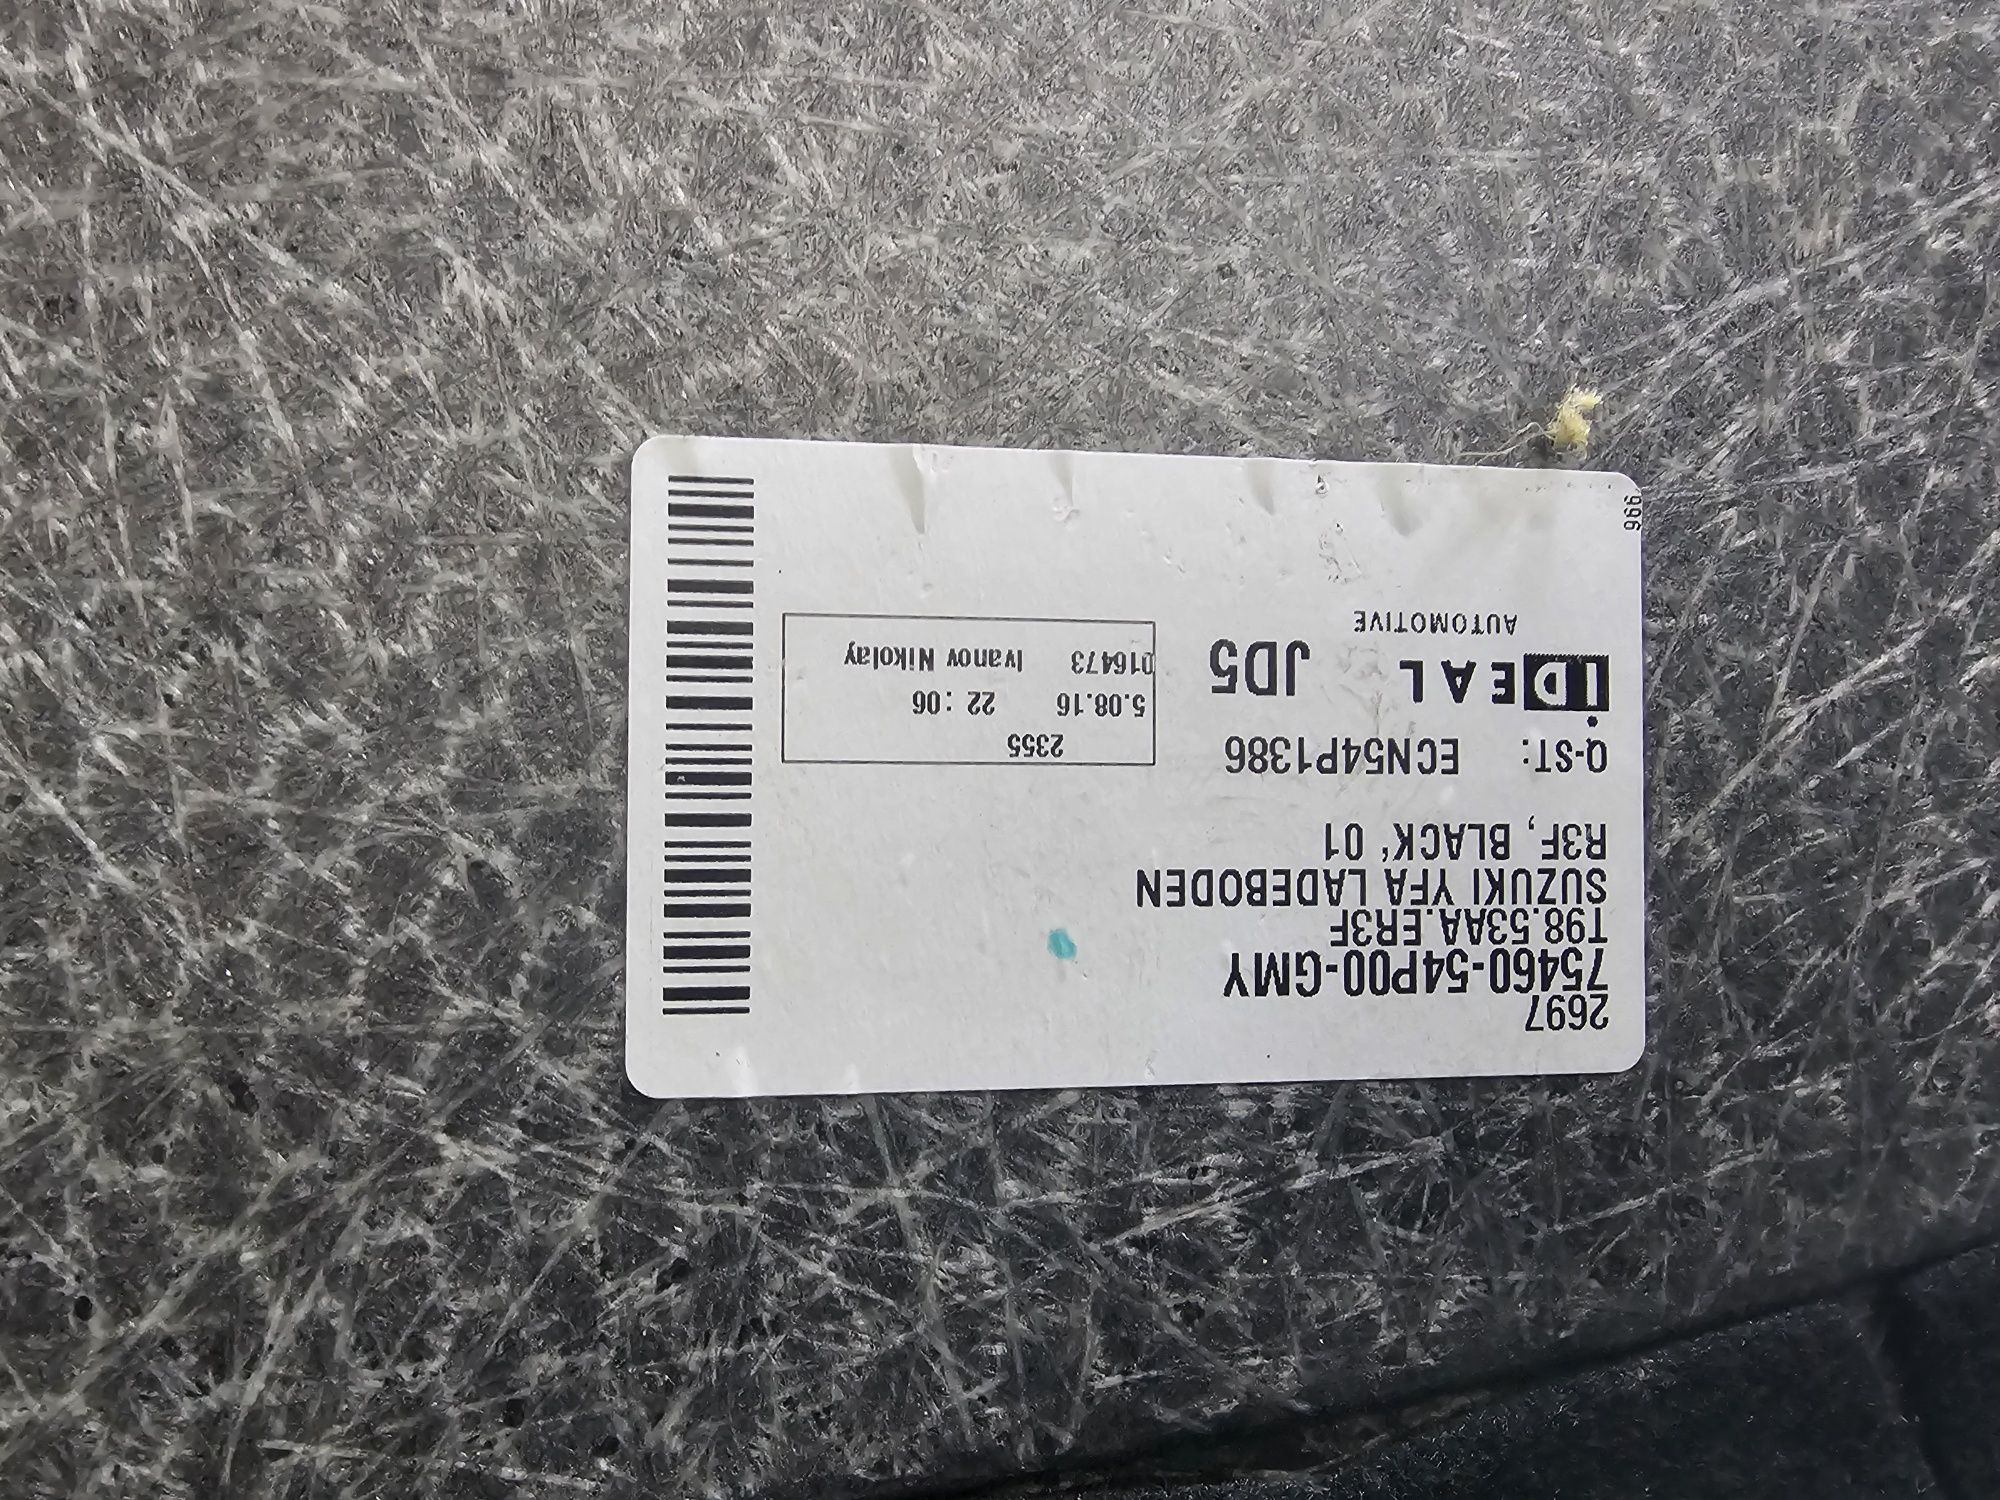 2697
75460-54P00-GMY
T98.53AA.ER3F
SUZUKI YFA LADEBODEN
R3F, BLACK' 01
Q-ST: ECN54P1386
iDEAL JD5
AUTOMOTIVE
2355
5.08.16 22 : 06
016473 Ivanov Nikolay
966